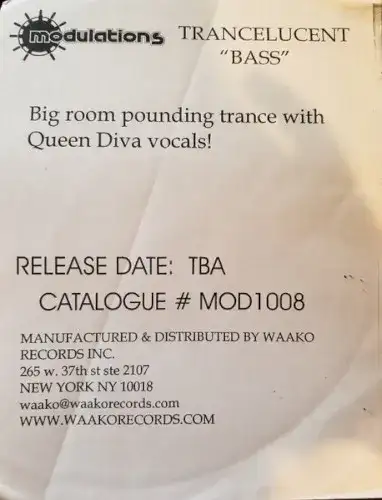 modulations TRANCELUCENT
"BASS"
Big room pounding trance with
Queen Diva vocals!
RELEASE DATE: TBA
CATALOGUE # MOD1008
MANUFACTURED & DISTRIBUTED BY WAAKO
RECORDS INC.
265 w. 37th st ste 2107
NEW YORK NY 10018
waako@waakorecords.com
WWW.WAAKORECORDS.COM